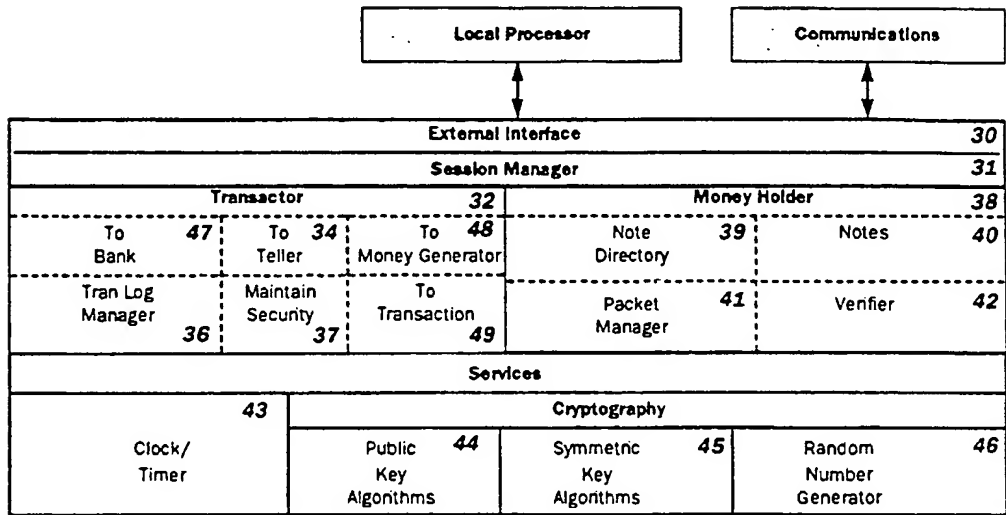 Local Processor
Communications
External Interface 30
Session Manager 31
Transactor 32
Money Holder 38
To 47
Bank
To 34
Teller
To 48
Money Generator
Note 39
Directory
Notes 40
Tran Log
Manager
36
Maintain
Security
37
To
Transaction
49
Packet 41
Manager
Verifier 42
Services
43
Clock/
Timer
Cryptography
Public 44
Key
Algorithms
Symmetric 45
Key
Algorithms
Random 46
Number
Generator